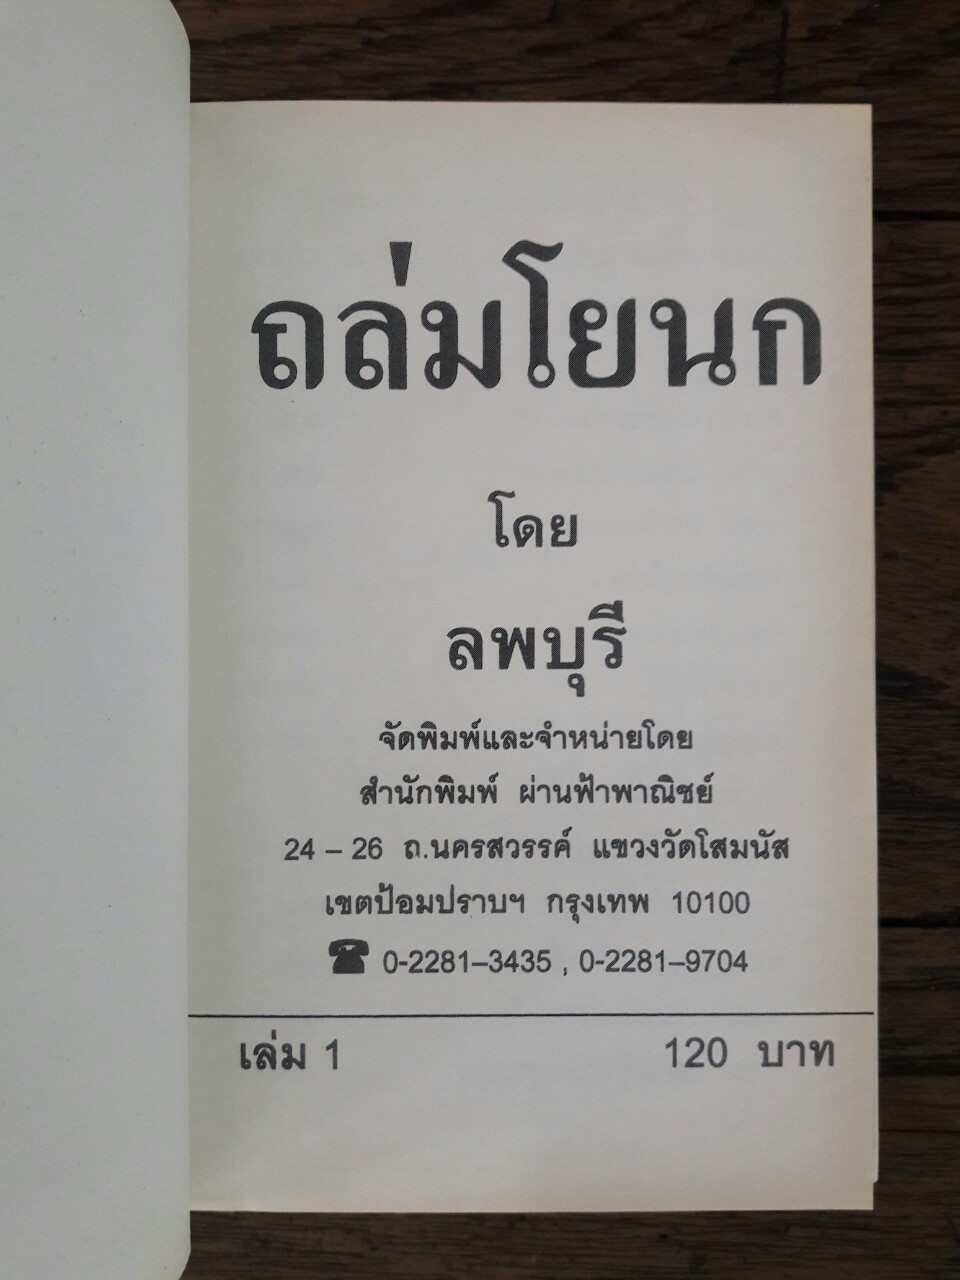 ถล่มโยนก
โดย
ลพบุรี
จัดพิมพ์และจำหน่ายโดย
สำนักพิมพ์ ผ่านฟ้าพาณิชย์
24 – 26 ถ.นครสวรรค์ แขวงวัดโสมนัส
เขตป้อมปราบฯ กรุงเทพ 10100
☎ 0-2281–3435 , 0-2281–9704
เล่ม 1 120 บาท